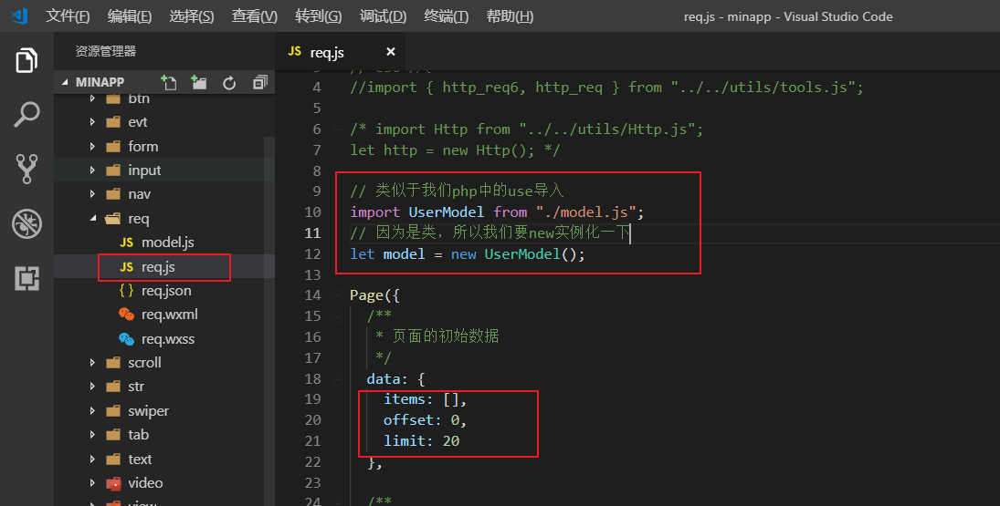 文件(F) 编辑(E) 选择(S) 查看(V) 转到(G) 调试(D) 终端(T) 帮助(H) req.js - minapp - Visual Studio Code
资源管理器
MINAPP
btn
evt
form
input
nav
req
JS model.js
JS req.js
{ } req.json
req.wxml
req.wxss
scroll
str
swiper
tab
text
video
view
JS req.js ×
4 //import { http_req6, http_req } from "../../utils/tools.js";
5
6 /* import Http from "../../utils/Http.js";
7 let http = new Http(); */
8
9 // 类似于我们php中的use导入
10 import UserModel from "./model.js";
11 // 因为是类，所以我们要new实例化一下
12 let model = new UserModel();
13
14 Page({
15 /**
16 * 页面的初始数据
17 */
18 data: {
19 items: [],
20 offset: 0,
21 limit: 20
22 },
23
24 /**